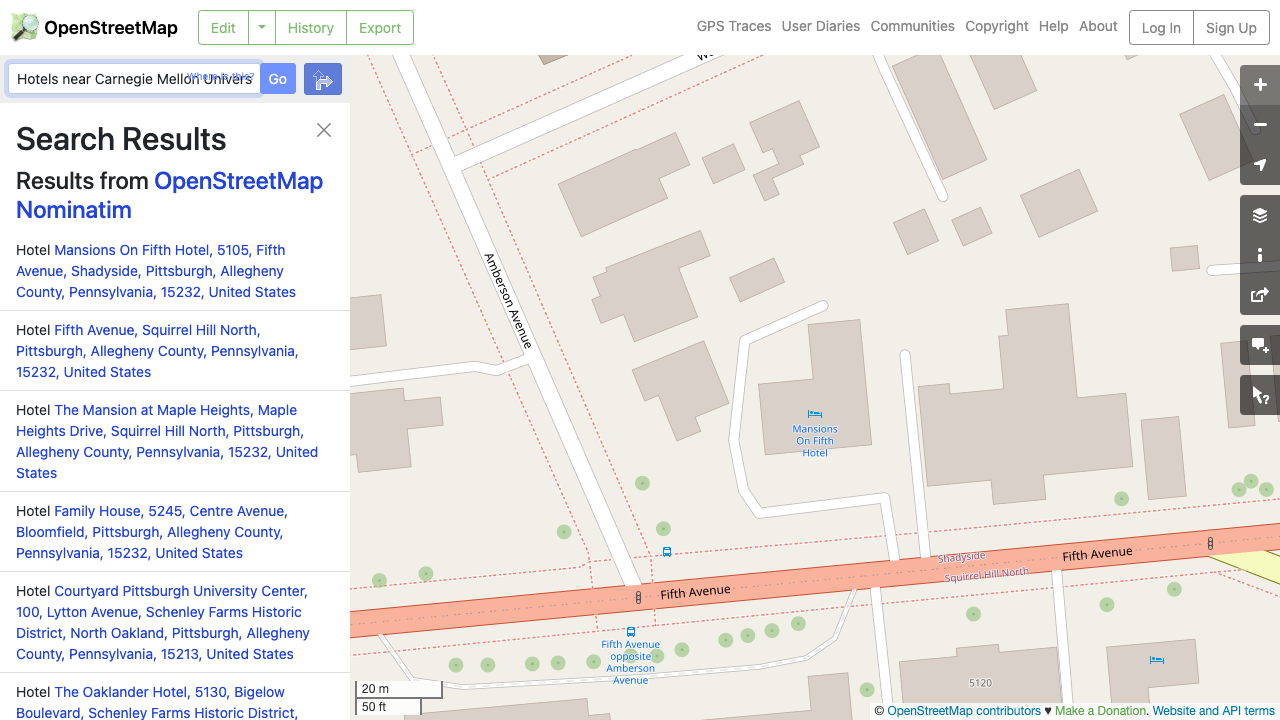 OpenStreetMap
Edit
History
Export
GPS Traces
User Diaries
Communities
Copyright
Help
About
Log In
Sign Up
Hotels near Carnegie Mellon Univers
Where is this?
Go
Search Results
Results from OpenStreetMap
Nominatim
Hotel Mansions On Fifth Hotel, 5105, Fifth
Avenue, Shadyside, Pittsburgh, Allegheny
County, Pennsylvania, 15232, United States
Hotel Fifth Avenue, Squirrel Hill North,
Pittsburgh, Allegheny County, Pennsylvania,
15232, United States
Hotel The Mansion at Maple Heights, Maple
Heights Drive, Squirrel Hill North, Pittsburgh,
Allegheny County, Pennsylvania, 15232, United
States
Hotel Family House, 5245, Centre Avenue,
Bloomfield, Pittsburgh, Allegheny County,
Pennsylvania, 15232, United States
Hotel Courtyard Pittsburgh University Center,
100, Lytton Avenue, Schenley Farms Historic
District, North Oakland, Pittsburgh, Allegheny
County, Pennsylvania, 15213, United States
Hotel The Oaklander Hotel, 5130, Bigelow
Boulevard, Schenley Farms Historic District,
Amberson Avenue
Mansions
On Fifth
Hotel
Shadyside
Squirrel Hill North
Fifth Avenue
Fifth Avenue
Fifth Avenue
opposite
Amberson
Avenue
5120
20 m
50 ft
© OpenStreetMap contributors ♥ Make a Donation. Website and API terms